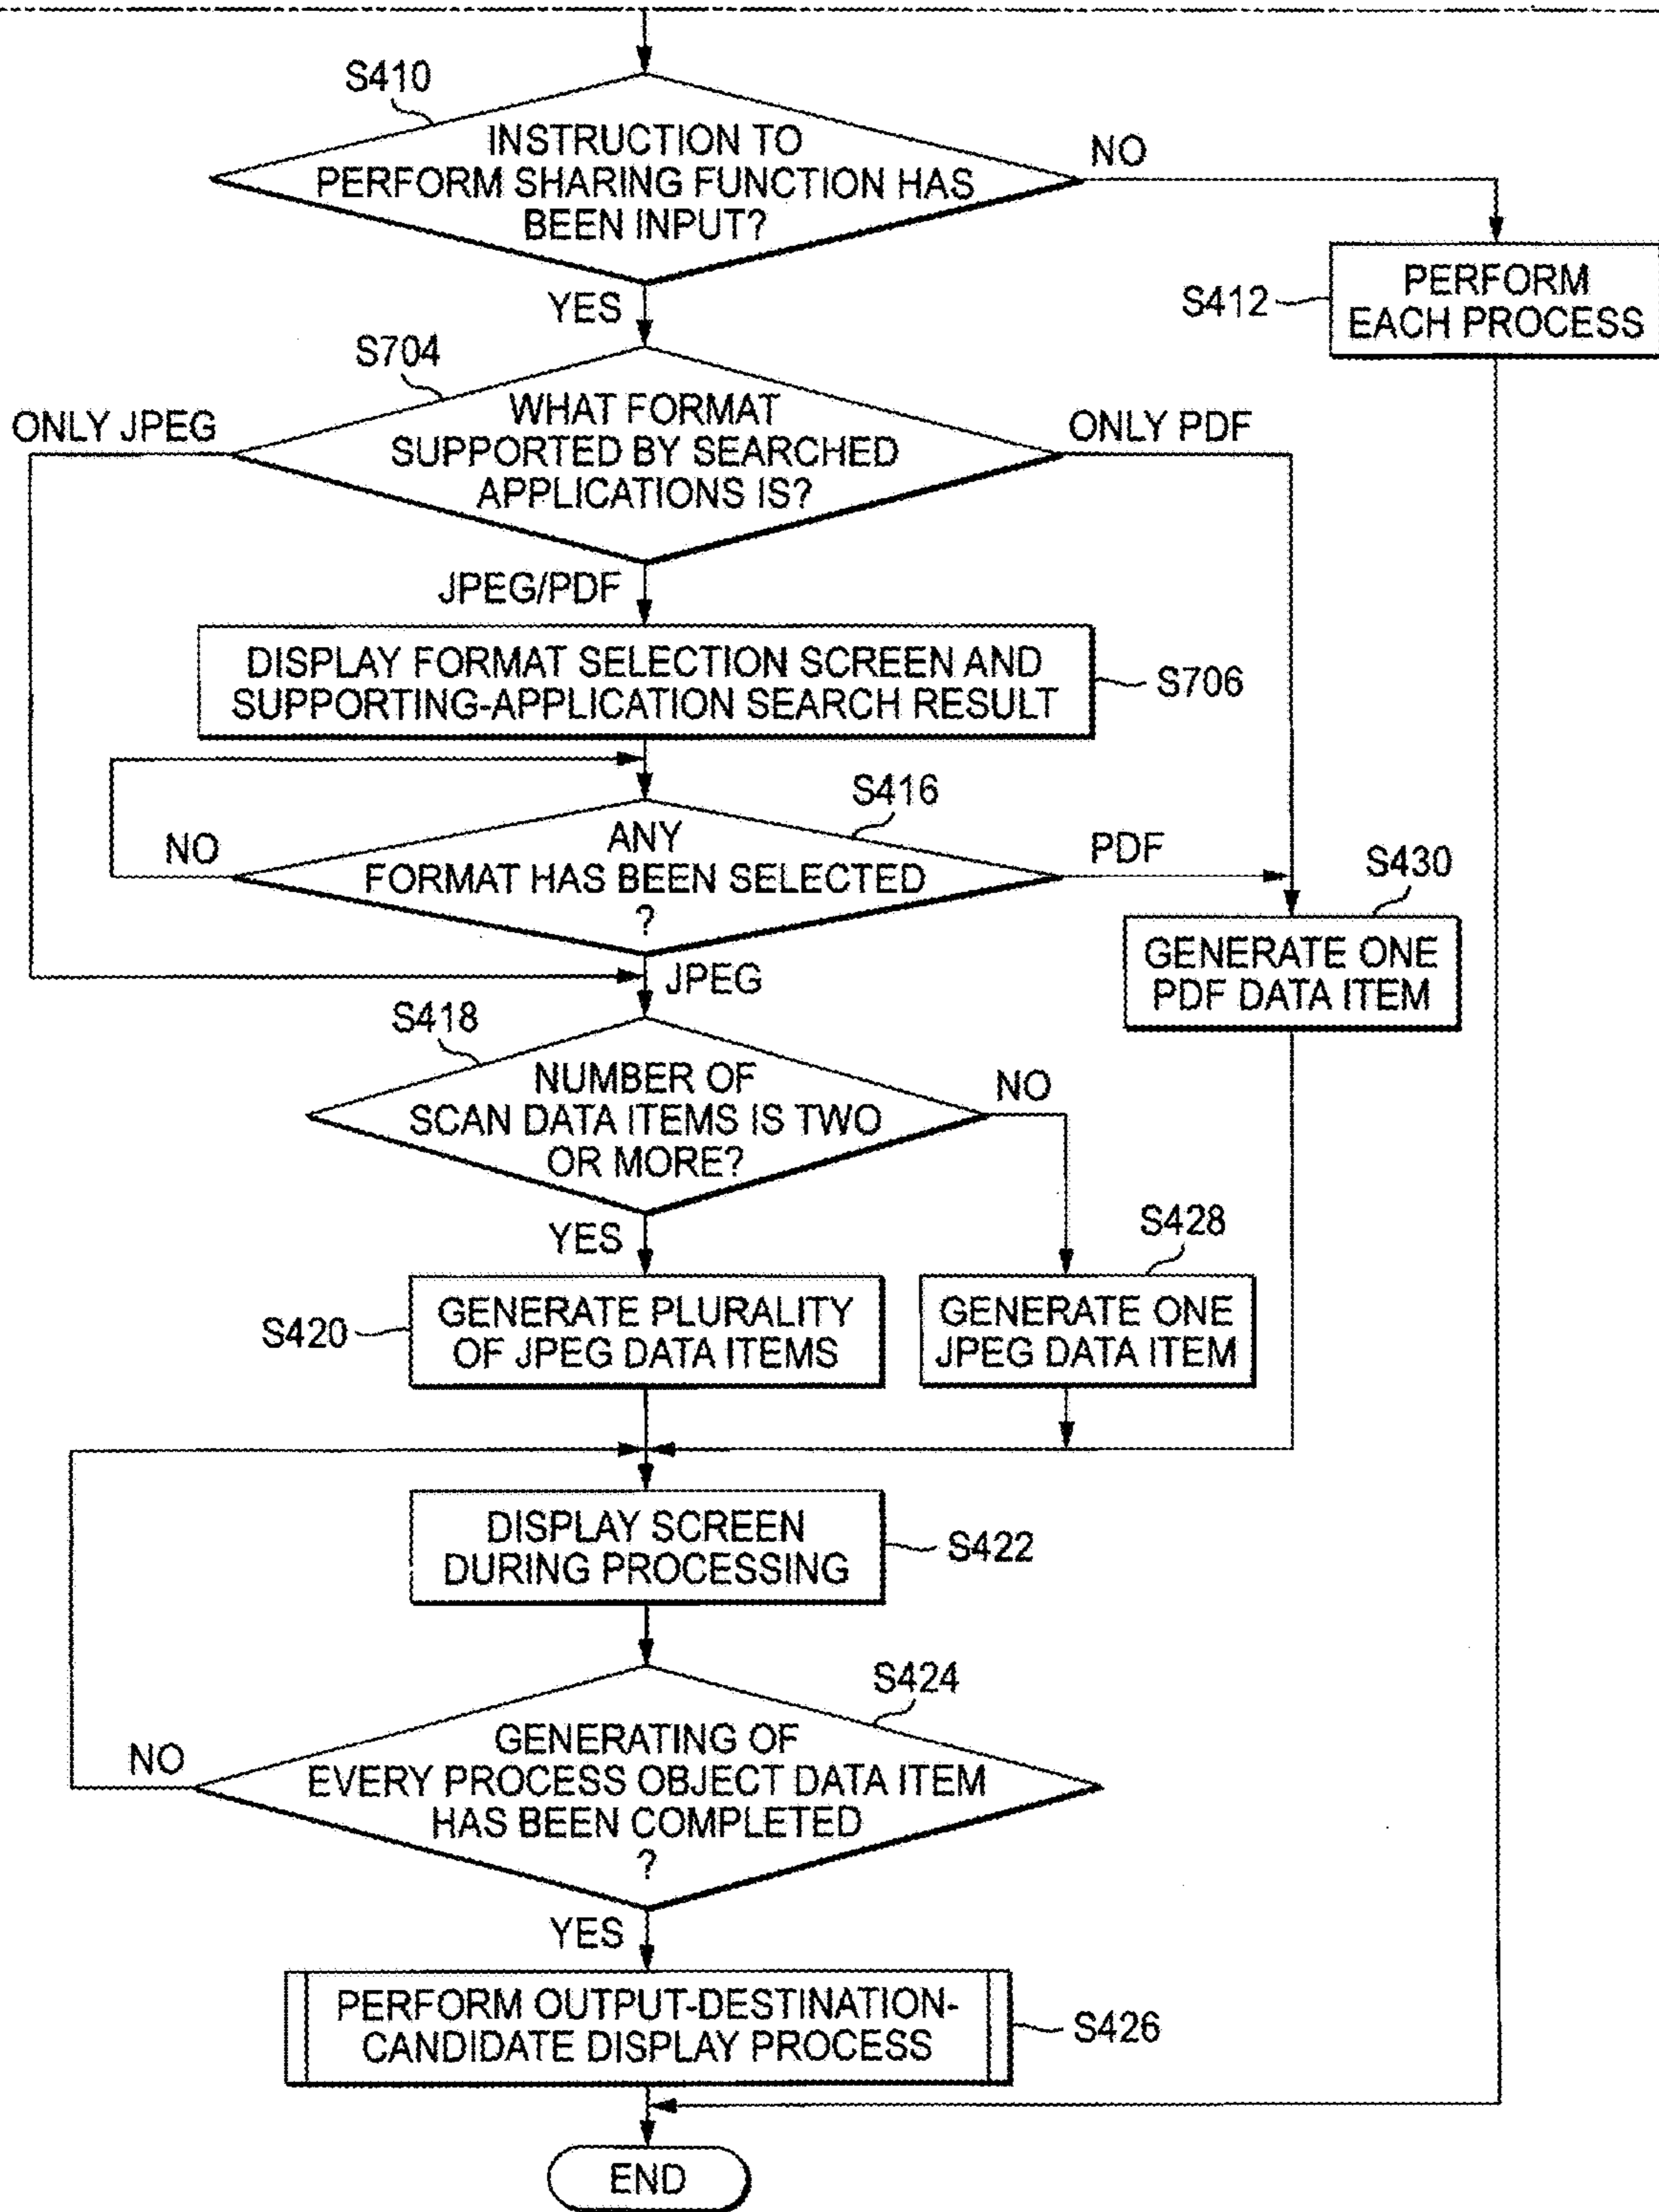 S410
INSTRUCTION TO
PERFORM SHARING FUNCTION HAS
BEEN INPUT?
NO
YES
S412
PERFORM
EACH PROCESS
S704
ONLY JPEG
WHAT FORMAT
SUPPORTED BY SEARCHED
APPLICATIONS IS?
ONLY PDF
JPEG/PDF
DISPLAY FORMAT SELECTION SCREEN AND
SUPPORTING-APPLICATION SEARCH RESULT
S706
S416
NO
ANY
FORMAT HAS BEEN SELECTED
?
PDF
JPEG
S430
GENERATE ONE
PDF DATA ITEM
S418
NUMBER OF
SCAN DATA ITEMS IS TWO
OR MORE?
NO
YES
S420
GENERATE PLURALITY
OF JPEG DATA ITEMS
S428
GENERATE ONE
JPEG DATA ITEM
DISPLAY SCREEN
DURING PROCESSING
S422
S424
NO
GENERATING OF
EVERY PROCESS OBJECT DATA ITEM
HAS BEEN COMPLETED
?
YES
PERFORM OUTPUT-DESTINATION-
CANDIDATE DISPLAY PROCESS
S426
END